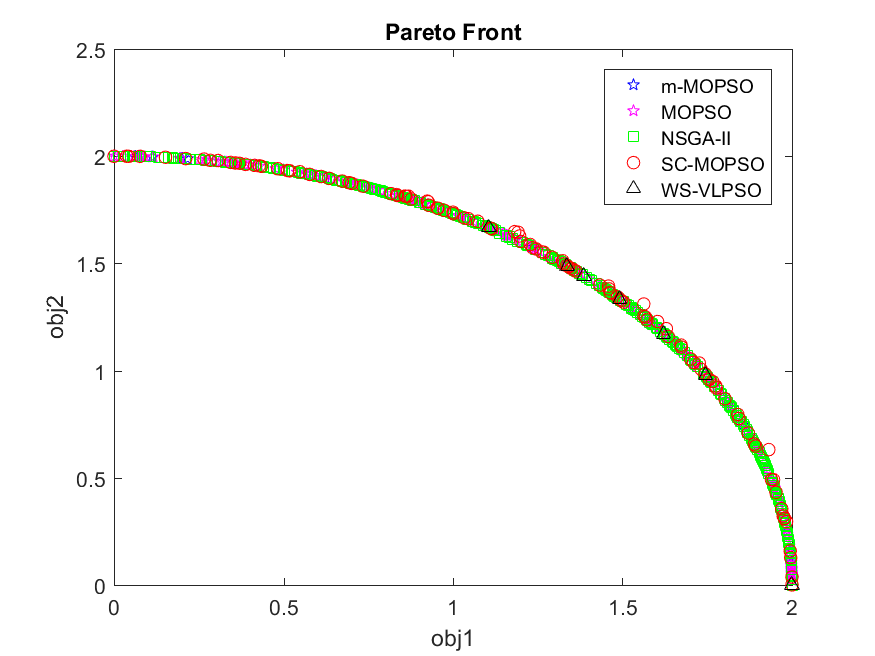 Pareto Front
2.5
2
1.5
1
0.5
0
obj2
0
0.5
1
1.5
2
obj1
m-MOPSO
MOPSO
NSGA-II
SC-MOPSO
WS-VLPSO